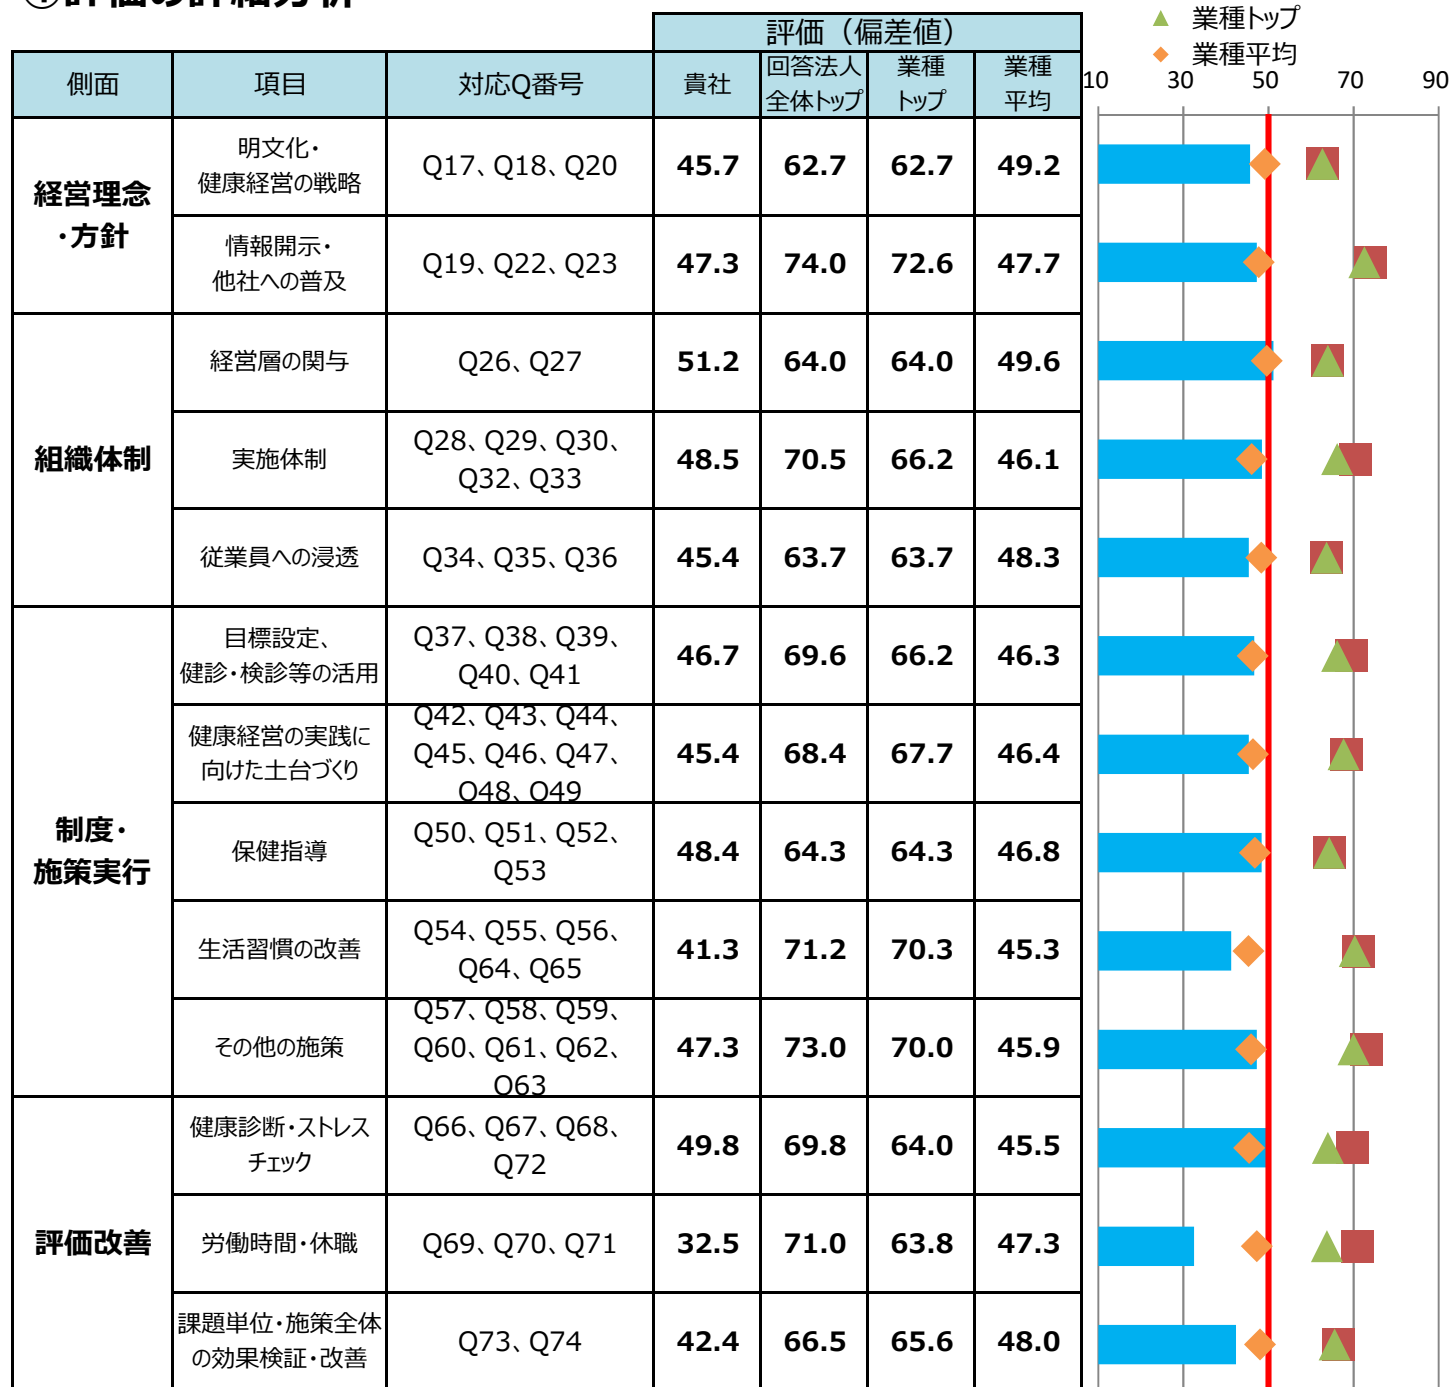 ①評価の詳細分析
▲ 業種トップ
◆ 業種平均
評価（偏差値）
側面 項目 対応Q番号 貴社 回答法人全体トップ 業種トップ 業種平均
10 30 50 70 90
経営理念・方針
明文化・健康経営の戦略 Q17、Q18、Q20 45.7 62.7 62.7 49.2
情報開示・他社への普及 Q19、Q22、Q23 47.3 74.0 72.6 47.7
組織体制
経営層の関与 Q26、Q27 51.2 64.0 64.0 49.6
実施体制 Q28、Q29、Q30、Q32、Q33 48.5 70.5 66.2 46.1
従業員への浸透 Q34、Q35、Q36 45.4 63.7 63.7 48.3
制度・施策実行
目標設定、健診・検診等の活用 Q37、Q38、Q39、Q40、Q41 46.7 69.6 66.2 46.3
健康経営の実践に向けた土台づくり Q42、Q43、Q44、Q45、Q46、Q47、Q48、Q49 45.4 68.4 67.7 46.4
保健指導 Q50、Q51、Q52、Q53 48.4 64.3 64.3 46.8
生活習慣の改善 Q54、Q55、Q56、Q64、Q65 41.3 71.2 70.3 45.3
その他の施策 Q57、Q58、Q59、Q60、Q61、Q62、Q63 47.3 73.0 70.0 45.9
評価改善
健康診断・ストレスチェック Q66、Q67、Q68、Q72 49.8 69.8 64.0 45.5
労働時間・休職 Q69、Q70、Q71 32.5 71.0 63.8 47.3
課題単位・施策全体の効果検証・改善 Q73、Q74 42.4 66.5 65.6 48.0